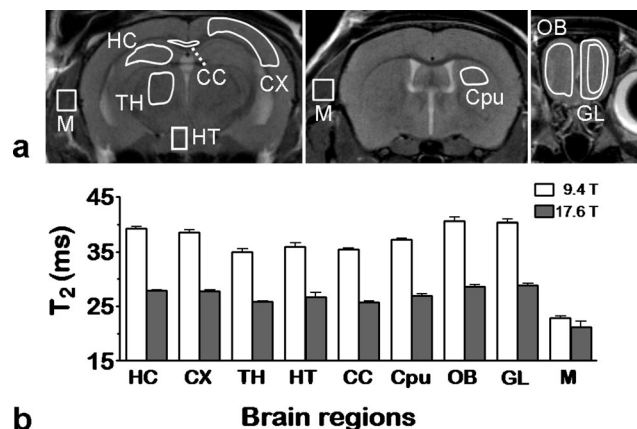 HC
CC
CX
TH
M
HT
a
M
Cpu
OB
GL
9.4 T
17.6 T
T2 (ms)
45
35
25
15
HC CX TH HT CC Cpu OB GL M
b
Brain regions